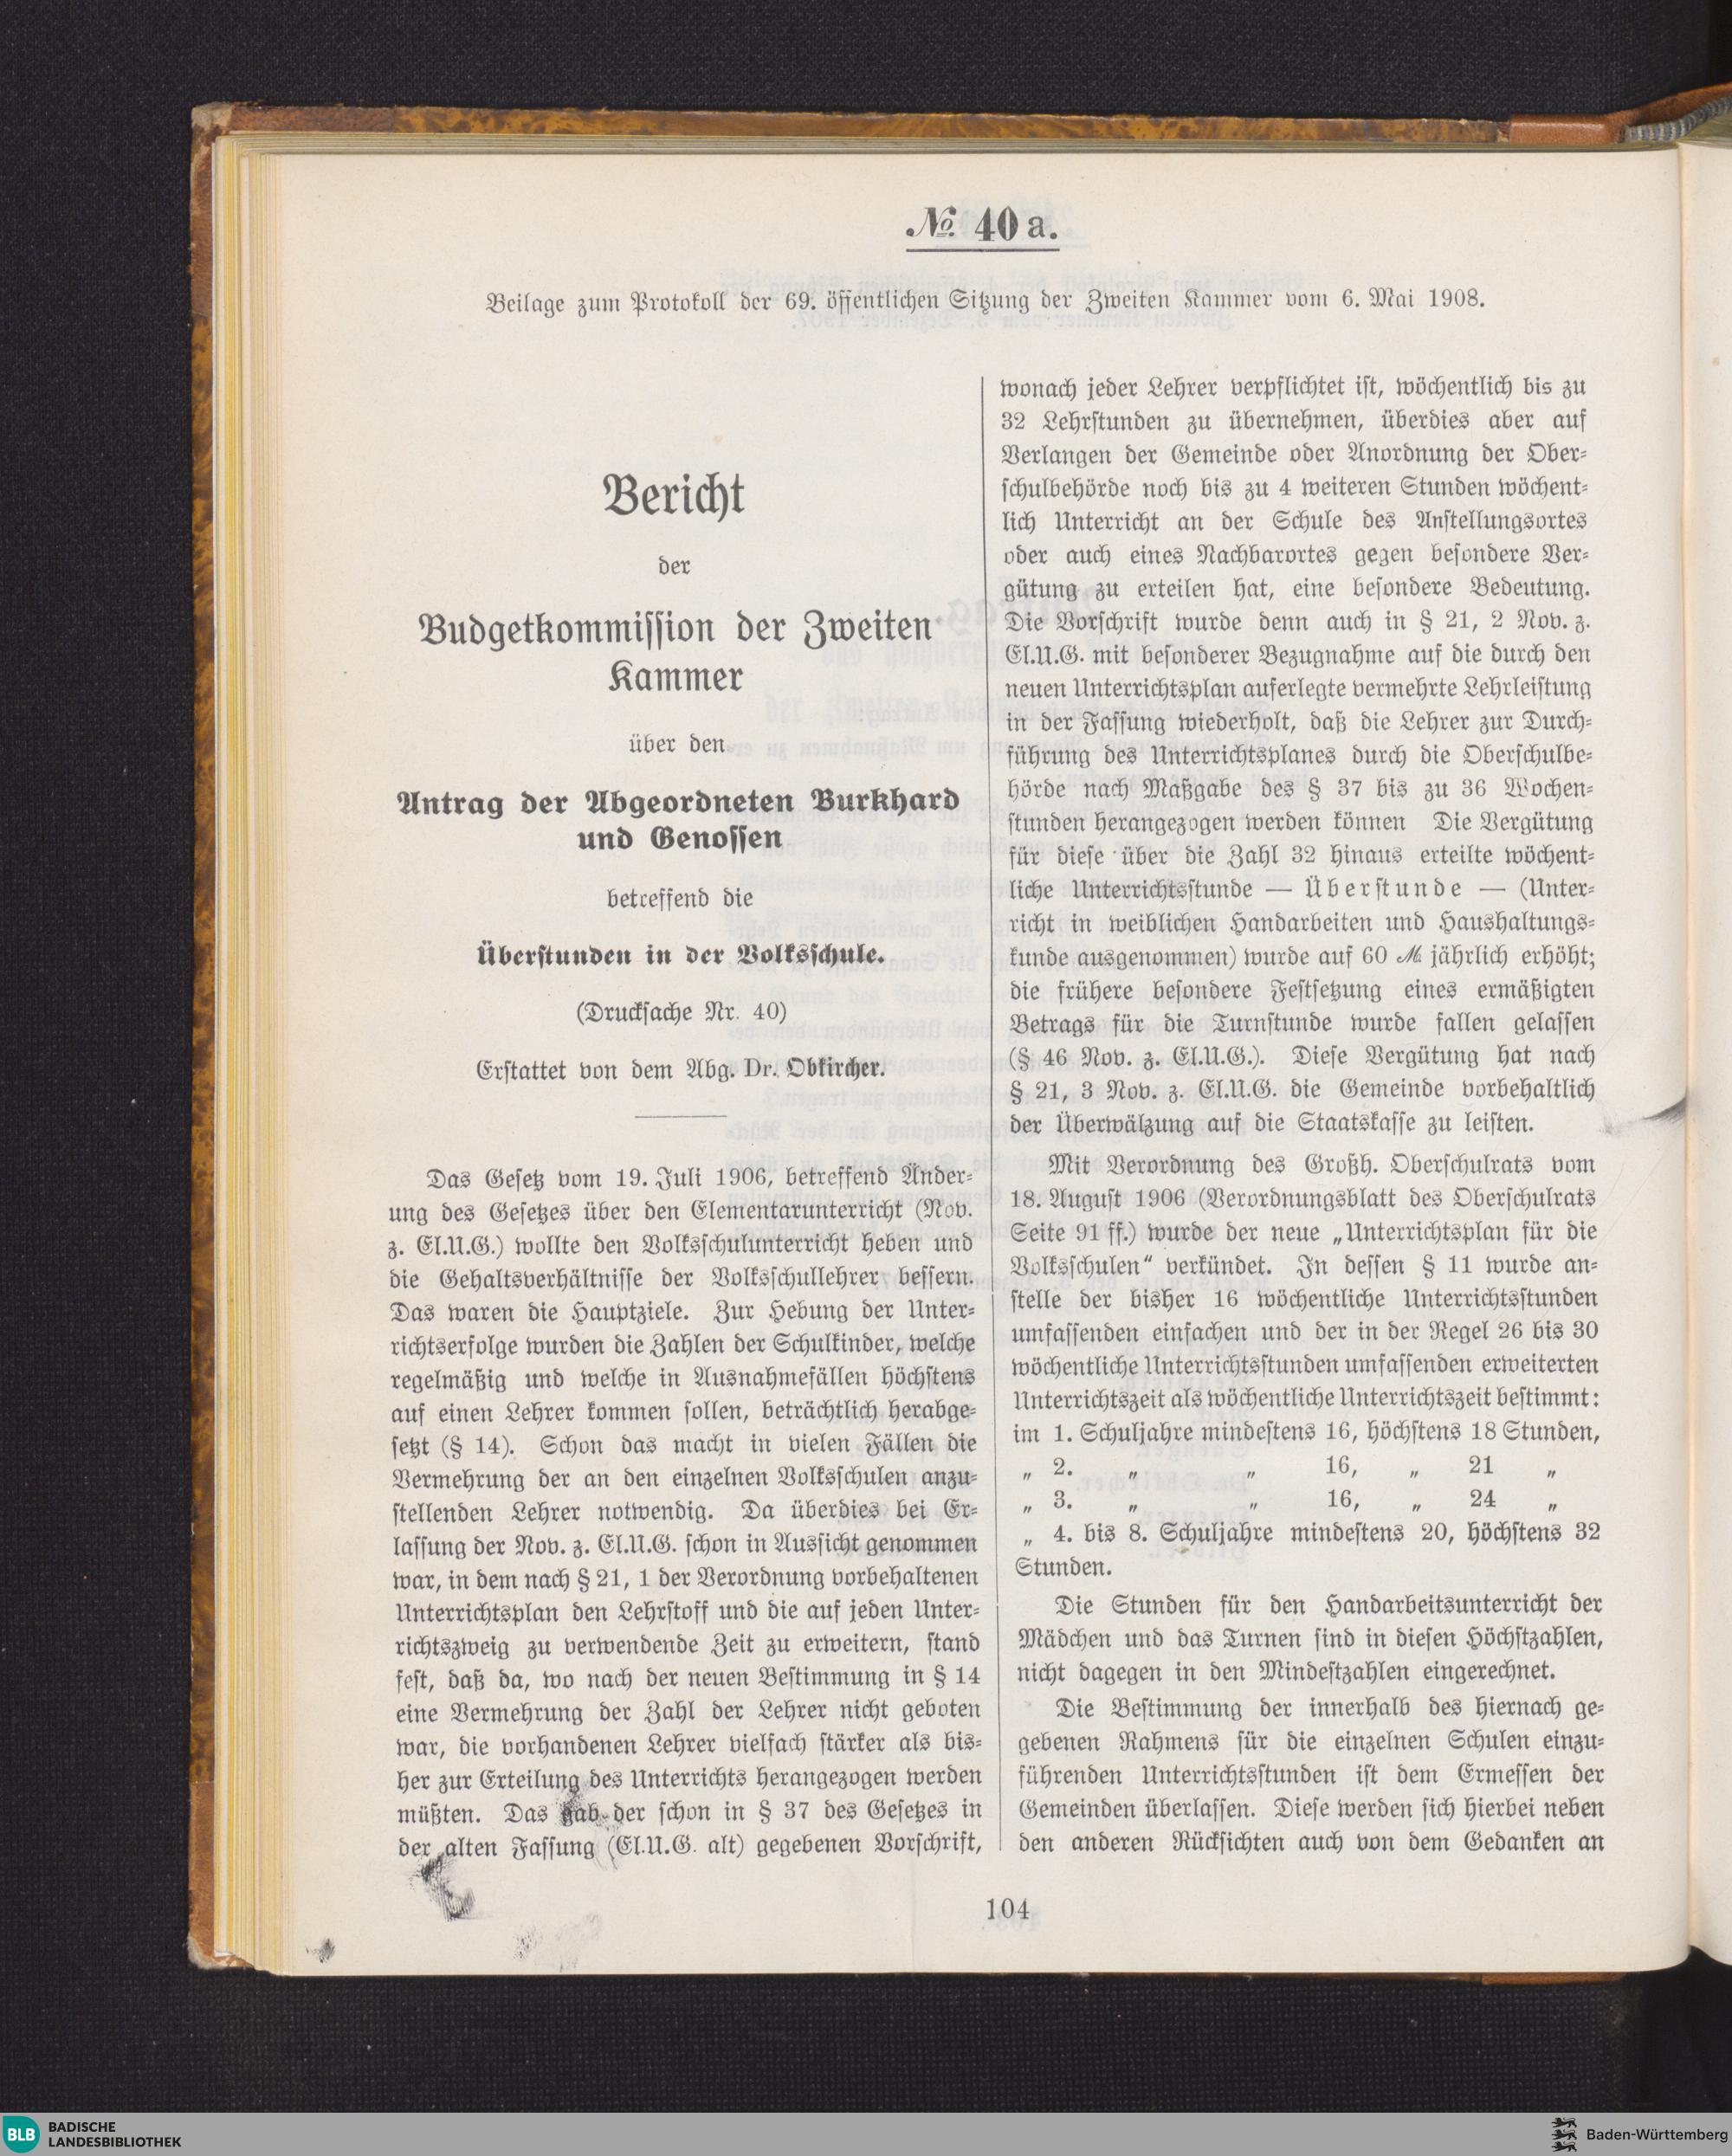 № 40 a.
Beilage zum Protokoll der 69. öffentlichen Sitzung der Zweiten Kammer vom 6. Mai 1908.
Bericht
der
Budgetkommission der Zweiten
Kammer
über den
Antrag der Abgeordneten Burkhard
und Genossen
betreffend die
Überstunden in der Volksschule.
(Drucksache Nr. 40)
Erstattet von dem Abg. Dr. Obkircher.
Das Gesetz vom 19. Juli 1906, betreffend Änder-
ung des Gesetzes über den Elementarunterricht (Nov.
z. El.U.G.) wollte den Volksschulunterricht heben und
die Gehaltsverhältnisse der Volksschullehrer bessern.
Das waren die Hauptziele. Zur Hebung der Unter-
richtserfolge wurden die Zahlen der Schulkinder, welche
regelmäßig und welche in Ausnahmefällen höchstens
auf einen Lehrer kommen sollen, beträchtlich herabge-
setzt (§ 14). Schon das macht in vielen Fällen die
Vermehrung der an den einzelnen Volksschulen anzu-
stellenden Lehrer notwendig. Da überdies bei Er-
lassung der Nov. z. El.U.G. schon in Aussicht genommen
war, in dem nach § 21, 1 der Verordnung vorbehaltenen
Unterrichtsplan den Lehrstoff und die auf jeden Unter-
richtszweig zu verwendende Zeit zu erweitern, stand
fest, daß da, wo nach der neuen Bestimmung in § 14
eine Vermehrung der Zahl der Lehrer nicht geboten
war, die vorhandenen Lehrer vielfach stärker als bis-
her zur Erteilung des Unterrichts herangezogen werden
müßten. Das gab der schon in § 37 des Gesetzes in
der alten Fassung (El.U.G. alt) gegebenen Vorschrift,
wonach jeder Lehrer verpflichtet ist, wöchentlich bis zu
32 Lehrstunden zu übernehmen, überdies aber auf
Verlangen der Gemeinde oder Anordnung der Ober-
schulbehörde noch bis zu 4 weiteren Stunden wöchent-
lich Unterricht an der Schule des Anstellungsortes
oder auch eines Nachbarortes gegen besondere Ver-
gütung zu erteilen hat, eine besondere Bedeutung.
Die Vorschrift wurde denn auch in § 21, 2 Nov. z.
El.U.G. mit besonderer Bezugnahme auf die durch den
neuen Unterrichtsplan auferlegte vermehrte Lehrleistung
in der Fassung wiederholt, daß die Lehrer zur Durch-
führung des Unterrichtsplanes durch die Oberschulbe-
hörde nach Maßgabe des § 37 bis zu 36 Wochen-
stunden herangezogen werden können Die Vergütung
für diese über die Zahl 32 hinaus erteilte wöchent-
liche Unterrichtsstunde — Überstunde — (Unter-
richt in weiblichen Handarbeiten und Haushaltungs-
kunde ausgenommen) wurde auf 60 ℳ jährlich erhöht;
die frühere besondere Festsetzung eines ermäßigten
Betrags für die Turnstunde wurde fallen gelassen
(§ 46 Nov. z. El.U.G.). Diese Vergütung hat nach
§ 21, 3 Nov. z. El.U.G. die Gemeinde vorbehaltlich
der Überwälzung auf die Staatskasse zu leisten.
Mit Verordnung des Großh. Oberschulrats vom
18. August 1906 (Verordnungsblatt des Oberschulrats
Seite 91 ff.) wurde der neue „Unterrichtsplan für die
Volksschulen“ verkündet. In dessen § 11 wurde an-
stelle der bisher 16 wöchentliche Unterrichtsstunden
umfassenden einfachen und der in der Regel 26 bis 30
wöchentliche Unterrichtsstunden umfassenden erweiterten
Unterrichtszeit als wöchentliche Unterrichtszeit bestimmt:
im 1. Schuljahre mindestens 16, höchstens 18 Stunden,
„ 2. „ „ 16, „ 21 „
„ 3. „ „ 16, „ 24 „
„ 4. bis 8. Schuljahre mindestens 20, höchstens 32
Stunden.
Die Stunden für den Handarbeitsunterricht der
Mädchen und das Turnen sind in diesen Höchstzahlen,
nicht dagegen in den Mindestzahlen eingerechnet.
Die Bestimmung der innerhalb des hiernach ge-
gebenen Rahmens für die einzelnen Schulen einzu-
führenden Unterrichtsstunden ist dem Ermessen der
Gemeinden überlassen. Diese werden sich hierbei neben
den anderen Rücksichten auch von dem Gedanken an
104
BLB BADISCHE
LANDESBIBLIOTHEK
Baden-Württemberg